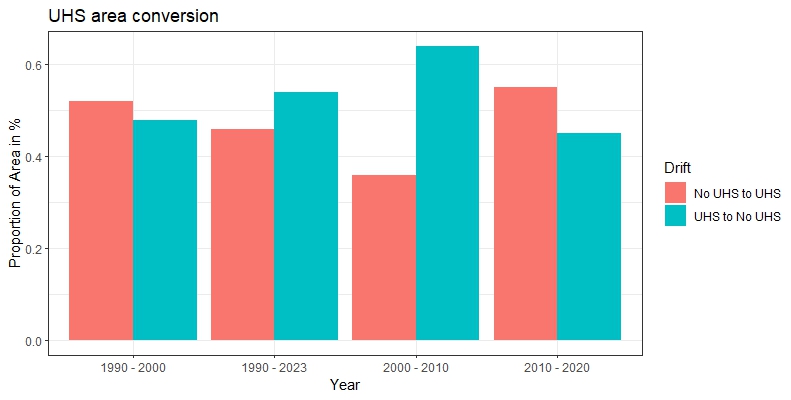 UHS area conversion
Proportion of Area in %
0.6
0.4
0.2
0.0
1990 - 2000
1990 - 2023
2000 - 2010
2010 - 2020
Year
Drift
No UHS to UHS
UHS to No UHS